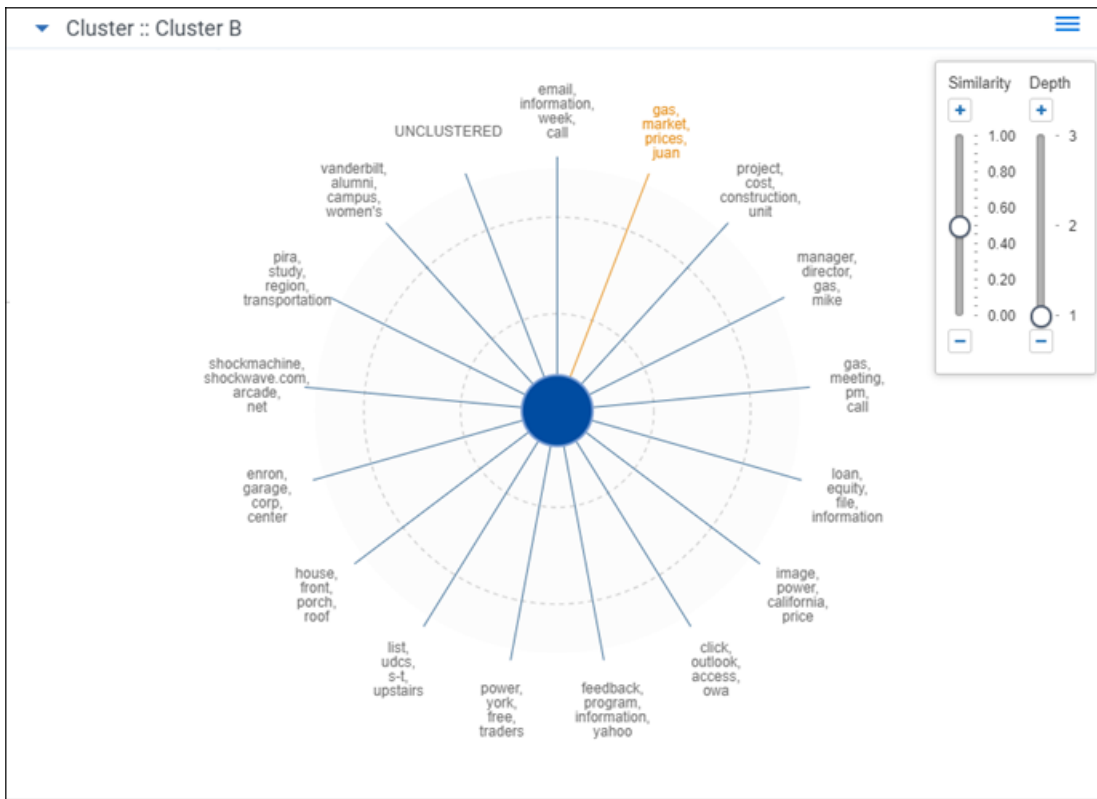 Cluster :: Cluster B
Similarity Depth
+ +
1.00
0.80
0.60
0.40
0.20
0.00
3
2
1
− −
email,
information,
week,
call
gas,
market,
prices,
juan
project,
cost,
construction,
unit
manager,
director,
gas,
mike
gas,
meeting,
pm,
call
loan,
equity,
file,
information
image,
power,
california,
price
click,
outlook,
access,
owa
feedback,
program,
information,
yahoo
power,
york,
free,
traders
list,
udcs,
s-t,
upstairs
house,
front,
porch,
roof
enron,
garage,
corp,
center
shockmachine,
shockwave.com,
arcade,
net
pira,
study,
region,
transportation
vanderbilt,
alumni,
campus,
women's
UNCLUSTERED